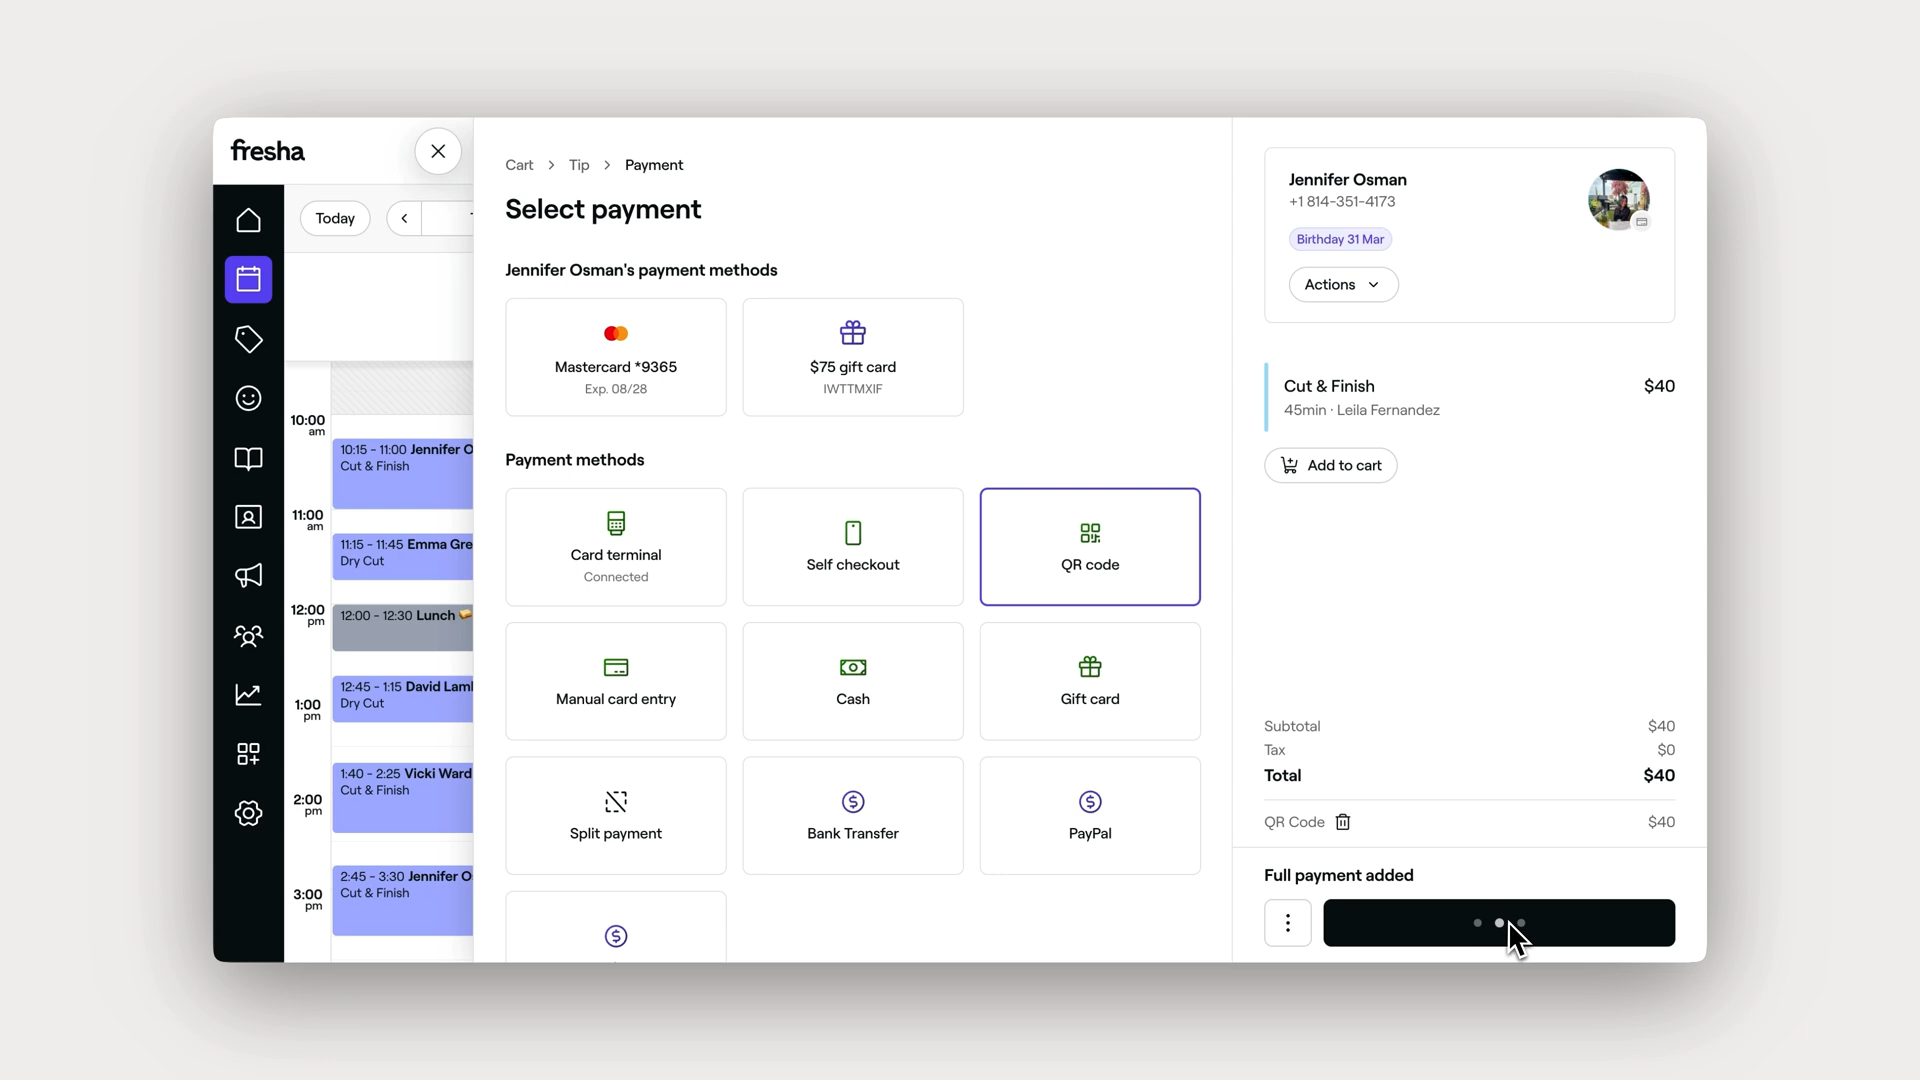 fresha
Today
10:00
am
10:15 - 11:00 Jennifer O
Cut & Finish
11:00
am
11:15 - 11:45 Emma Gre
Dry Cut
12:00
pm
12:00 - 12:30 Lunch
12:45 - 1:15 David Lam
Dry Cut
1:00
pm
1:40 - 2:25 Vicki Ward
Cut & Finish
2:00
pm
2:45 - 3:30 Jennifer O
Cut & Finish
3:00
pm
Cart > Tip > Payment
Select payment
Jennifer Osman's payment methods
Mastercard *9365
Exp. 08/28
$75 gift card
IWTTMXIF
Payment methods
Card terminal
Connected
Self checkout
QR code
Manual card entry
Cash
Gift card
Split payment
Bank Transfer
PayPal
Jennifer Osman
+1 814-351-4173
Birthday 31 Mar
Actions
Cut & Finish $40
45min · Leila Fernandez
Add to cart
Subtotal $40
Tax $0
Total $40
QR Code $40
Full payment added